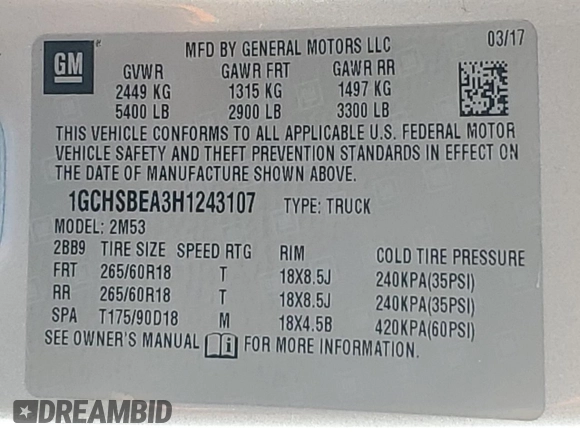 GM
MFD BY GENERAL MOTORS LLC 03/17
GVWR GAWR FRT GAWR RR
2449 KG 1315 KG 1497 KG
5400 LB 2900 LB 3300 LB
THIS VEHICLE CONFORMS TO ALL APPLICABLE U.S. FEDERAL MOTOR
VEHICLE SAFETY AND THEFT PREVENTION STANDARDS IN EFFECT ON
THE DATE OF MANUFACTURE SHOWN ABOVE.
1GCHSBEA3H1243107 TYPE: TRUCK
MODEL: 2M53
2BB9 TIRE SIZE SPEED RTG RIM COLD TIRE PRESSURE
FRT 265/60R18 T 18X8.5J 240KPA(35PSI)
RR 265/60R18 T 18X8.5J 240KPA(35PSI)
SPA T175/90D18 M 18X4.5B 420KPA(60PSI)
SEE OWNER'S MANUAL FOR MORE INFORMATION.
DREAMBID